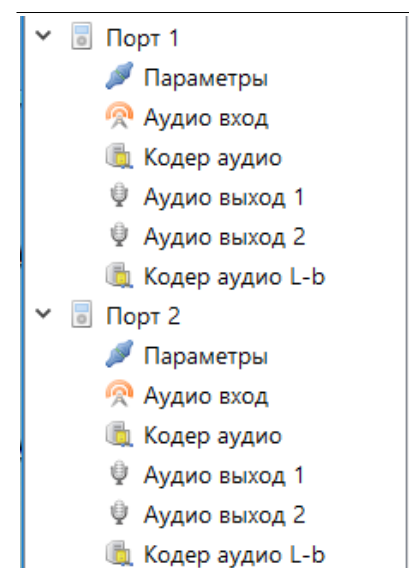 Порт 1
Параметры
Аудио вход
Кодер аудио
Аудио выход 1
Аудио выход 2
Кодер аудио L-b
Порт 2
Параметры
Аудио вход
Кодер аудио
Аудио выход 1
Аудио выход 2
Кодер аудио L-b